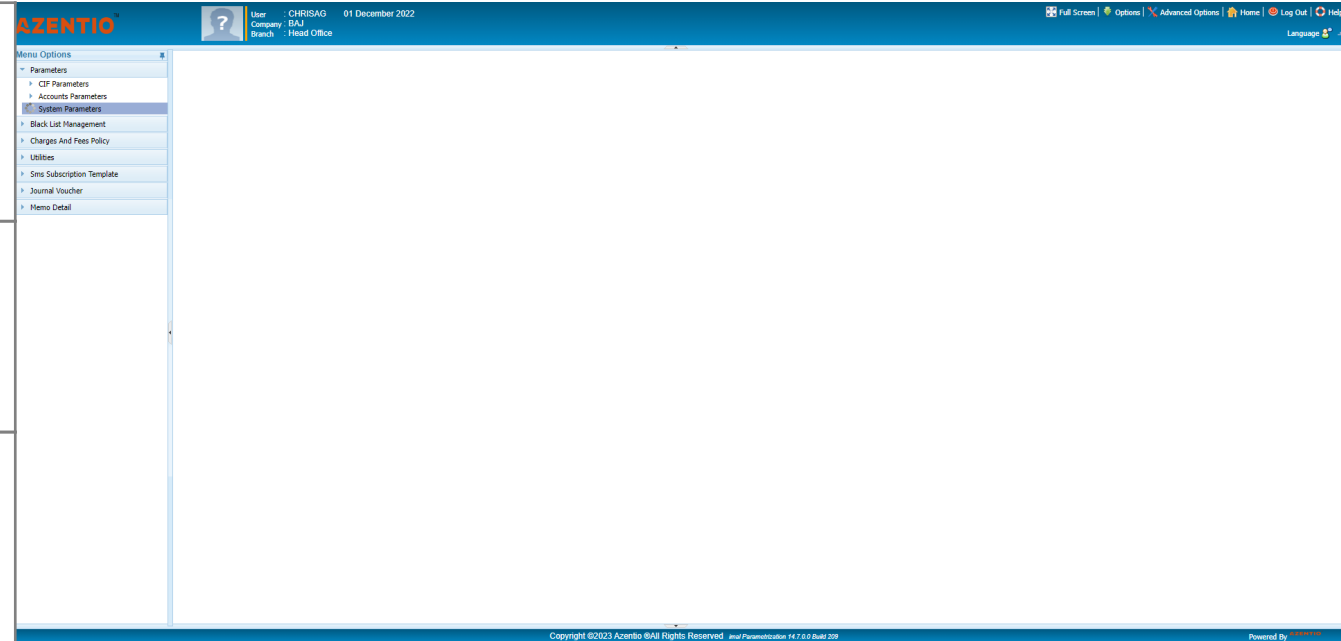 AZENTIO™
User : CHRISAG 01 December 2022
Company : BAJ
Branch : Head Office
Full Screen | Options | Advanced Options | Home | Log Out | Help
Language
Menu Options
Parameters
CIF Parameters
Accounts Parameters
System Parameters
Black List Management
Charges And Fees Policy
Utilities
Sms Subscription Template
Journal Voucher
Memo Detail
Copyright ©2023 Azentio ®All Rights Reserved imal Parametrization 14.7.0.0 Build 209
Powered By AZENTIO